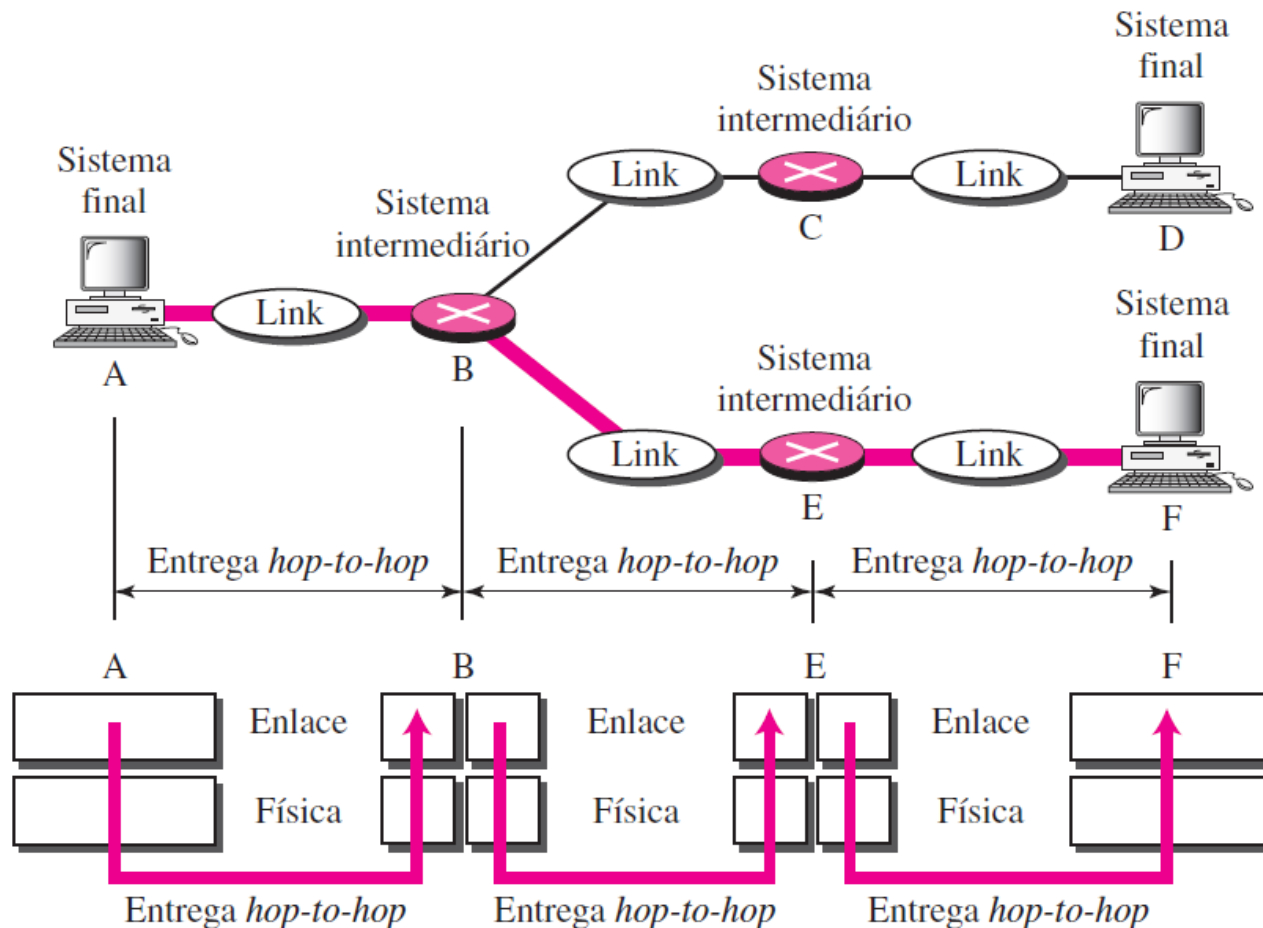 Sistema
final
Sistema
intermediário
Link
Link
D
C
Sistema
final
Sistema
intermediário
Link
A
B
Sistema
final
Sistema
intermediário
Link
Link
E
F
Entrega hop-to-hop
Entrega hop-to-hop
Entrega hop-to-hop
A
B
E
F
Enlace
Enlace
Enlace
Física
Física
Física
Entrega hop-to-hop
Entrega hop-to-hop
Entrega hop-to-hop